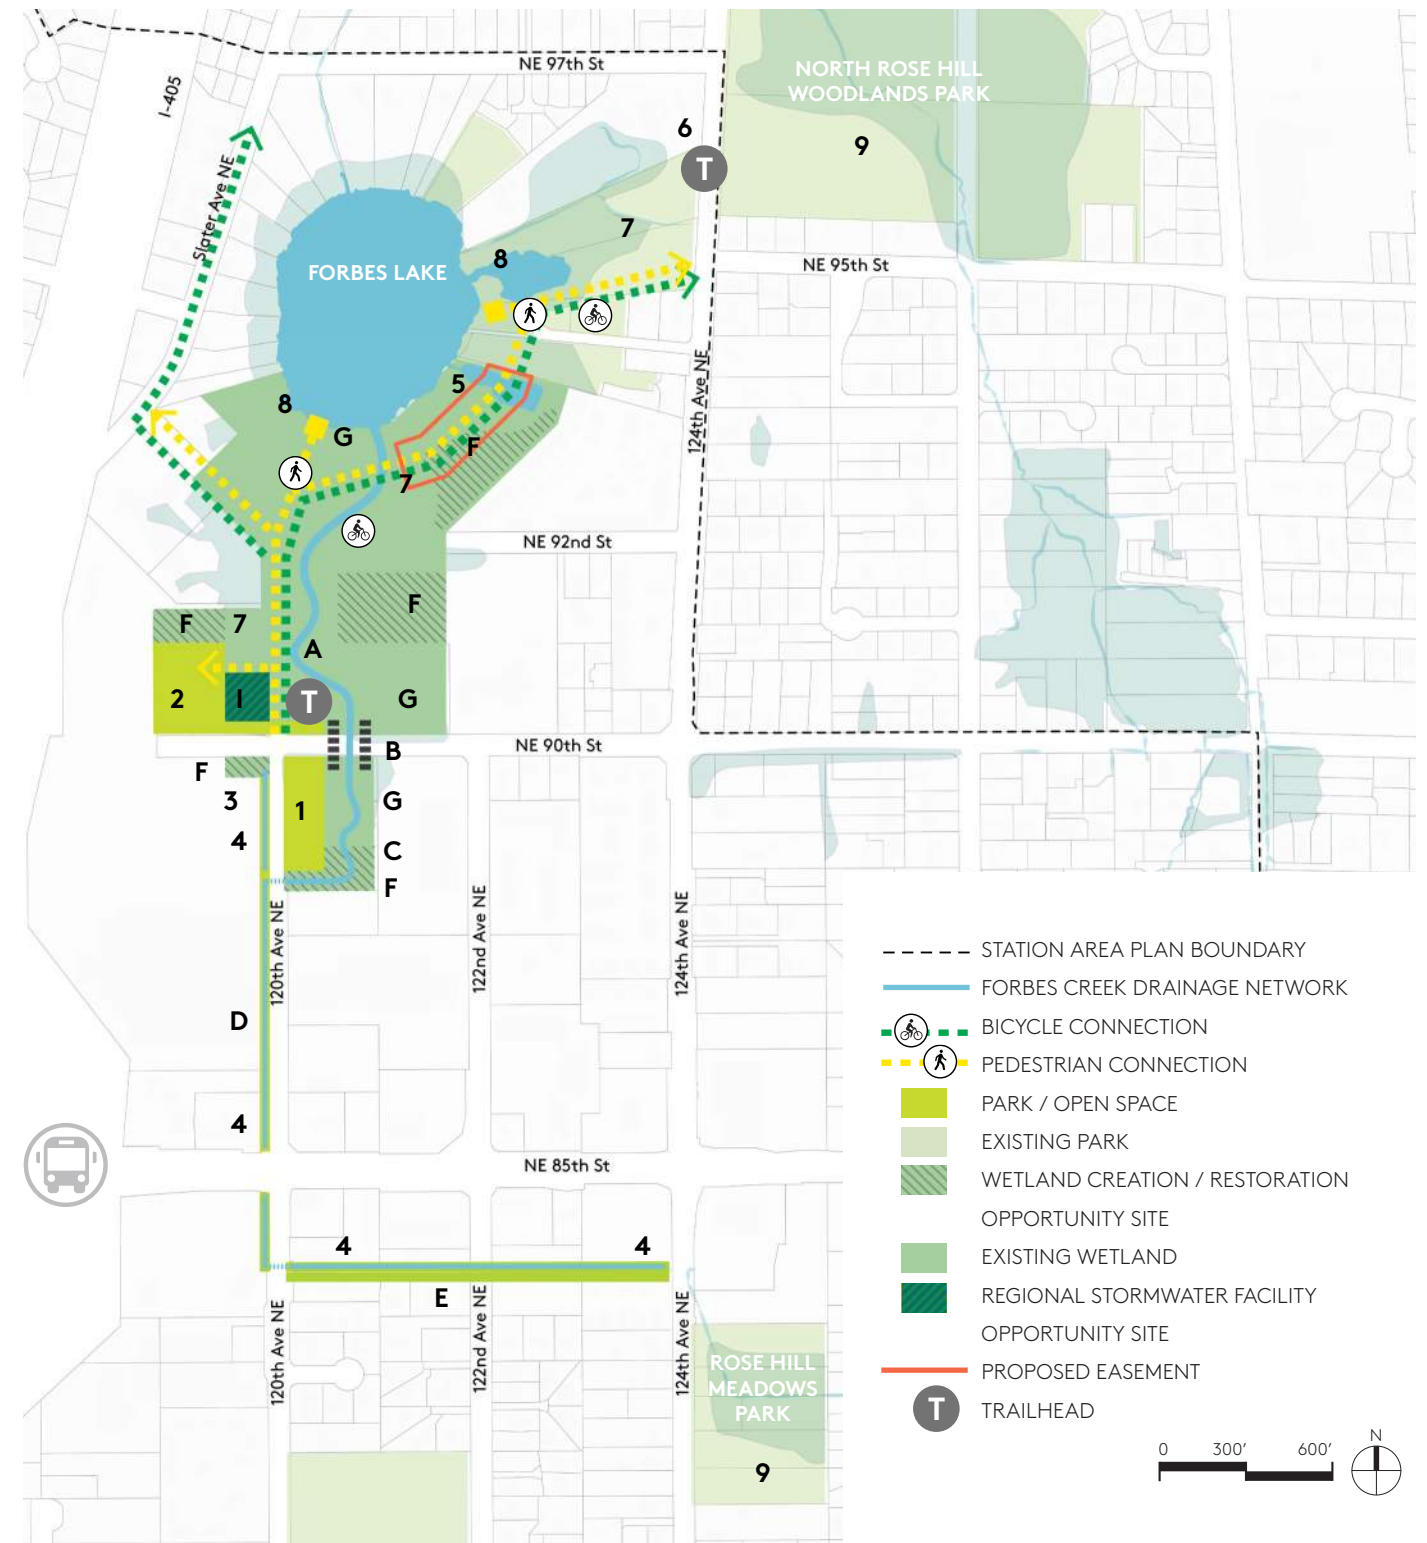 NE 97th St
NORTH ROSE HILL
WOODLANDS PARK
I-405
6
9
T
Slater Ave NE
7
8
FORBES LAKE
NE 95th St
5
124th Ave NE
8
G
F
7
NE 92nd St
F
F
7
A
2
I
T
G
NE 90th St
B
F
3
1
G
4
C
F
120th Ave NE
122nd Ave NE
124th Ave NE
D
4
NE 85th St
4
4
E
120th Ave NE
122nd Ave NE
124th Ave NE
ROSE HILL
MEADOWS
PARK
9
STATION AREA PLAN BOUNDARY
FORBES CREEK DRAINAGE NETWORK
BICYCLE CONNECTION
PEDESTRIAN CONNECTION
PARK / OPEN SPACE
EXISTING PARK
WETLAND CREATION / RESTORATION
OPPORTUNITY SITE
EXISTING WETLAND
REGIONAL STORMWATER FACILITY
OPPORTUNITY SITE
PROPOSED EASEMENT
T TRAILHEAD
0 300' 600'
N